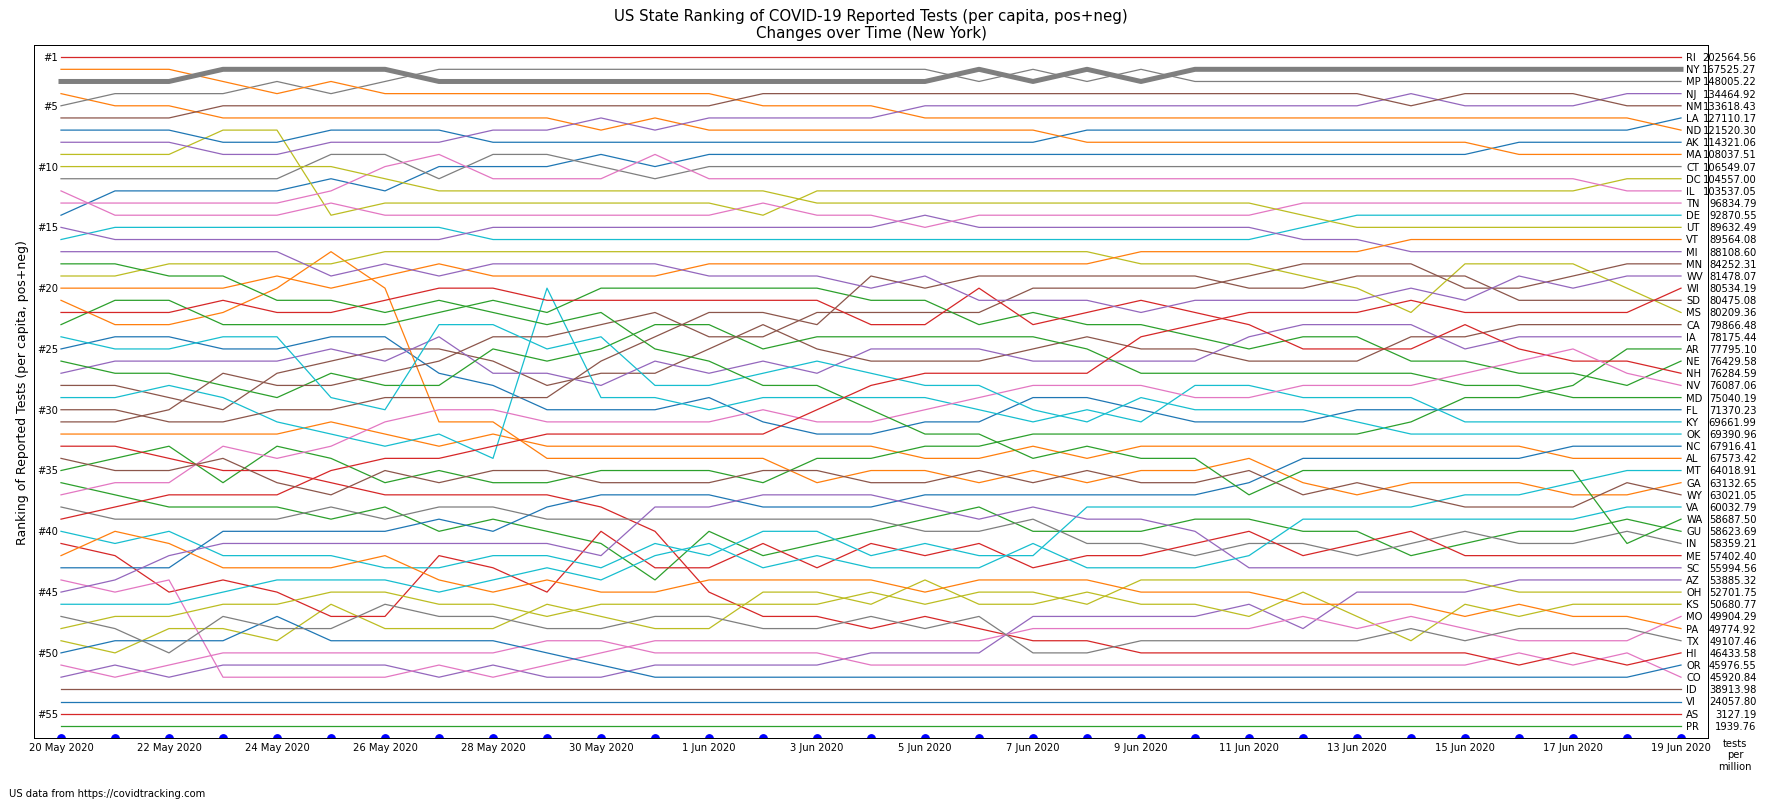 US State Ranking of COVID-19 Reported Tests (per capita, pos+neg)
Changes over Time (New York)
Ranking of Reported Tests (per capita, pos+neg)
#1
#5
#10
#15
#20
#25
#30
#35
#40
#45
#50
#55
RI 202564.56
NY 167525.27
MP 148005.22
NJ 134464.92
NM 133618.43
LA 127110.17
ND 121520.30
AK 114321.06
MA 108037.51
CT 106549.07
DC 104557.00
IL 103537.05
TN 96834.79
DE 92870.55
UT 89632.49
VT 89564.08
MI 88108.60
MN 84252.31
WV 81478.07
WI 80534.19
SD 80475.08
MS 80209.36
CA 79866.48
IA 78175.44
AR 77795.10
NE 76429.58
NH 76284.59
NV 76087.06
MD 75040.19
FL 71370.23
KY 69661.99
OK 69390.96
NC 67916.41
AL 67573.42
MT 64018.91
GA 63132.65
WY 63021.05
VA 60032.79
WA 58687.50
GU 58623.69
IN 58359.21
ME 57402.40
SC 55994.56
AZ 53885.32
OH 52701.75
KS 50680.77
MO 49904.29
PA 49774.92
TX 49107.46
HI 46433.58
OR 45976.55
CO 45920.84
ID 38913.98
VI 24057.80
AS 3127.19
PR 1939.76
20 May 2020
22 May 2020
24 May 2020
26 May 2020
28 May 2020
30 May 2020
1 Jun 2020
3 Jun 2020
5 Jun 2020
7 Jun 2020
9 Jun 2020
11 Jun 2020
13 Jun 2020
15 Jun 2020
17 Jun 2020
19 Jun 2020
tests
per
million
US data from https://covidtracking.com